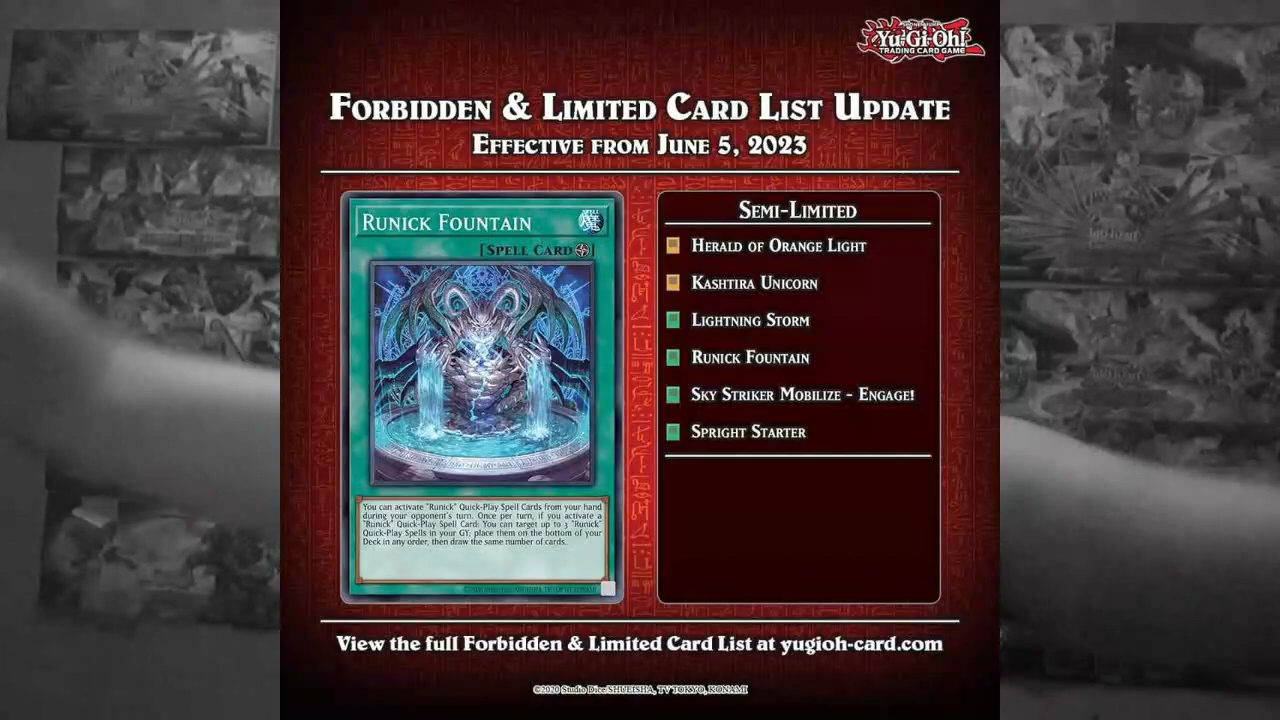 Yu-Gi-Oh!
TRADING CARD GAME
FORBIDDEN & LIMITED CARD LIST UPDATE
EFFECTIVE FROM JUNE 5, 2023
RUNICK FOUNTAIN
[SPELL CARD]
You can activate "Runick" Quick-Play Spell Cards from your hand
during your opponent's turn. Once per turn, if you activate a
"Runick" Quick-Play Spell Card: You can target up to 3 "Runick"
Quick-Play Spells in your GY; place them on the bottom of your
Deck in any order, then draw the same number of cards.
SEMI-LIMITED
HERALD OF ORANGE LIGHT
KASHTIRA UNICORN
LIGHTNING STORM
RUNICK FOUNTAIN
SKY STRIKER MOBILIZE - ENGAGE!
SPRIGHT STARTER
View the full Forbidden & Limited Card List at yugioh-card.com
©2020 Studio Dice/SHUEISHA, TV TOKYO, KONAMI